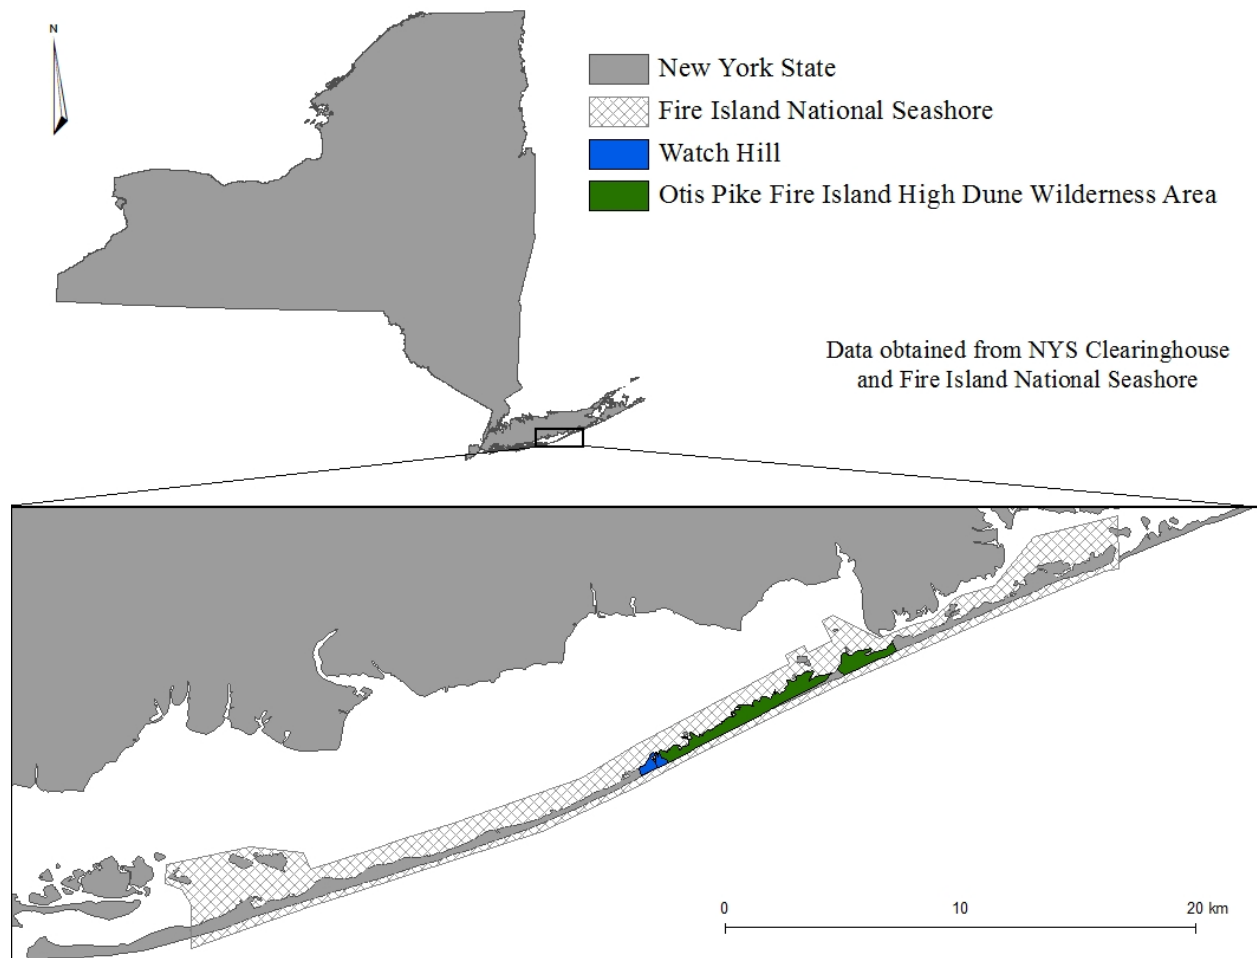 N
New York State
Fire Island National Seashore
Watch Hill
Otis Pike Fire Island High Dune Wilderness Area
Data obtained from NYS Clearinghouse
and Fire Island National Seashore
0 10 20 km